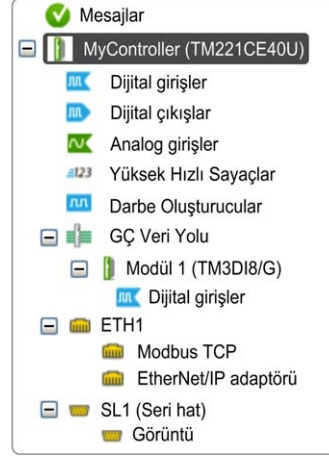 Mesajlar
MyController (TM221CE40U)
Dijital girişler
Dijital çıkışlar
Analog girişler
123 Yüksek Hızlı Sayaçlar
Darbe Oluşturucular
GÇ Veri Yolu
Modül 1 (TM3DI8/G)
Dijital girişler
ETH1
Modbus TCP
EtherNet/IP adaptörü
SL1 (Seri hat)
Görüntü